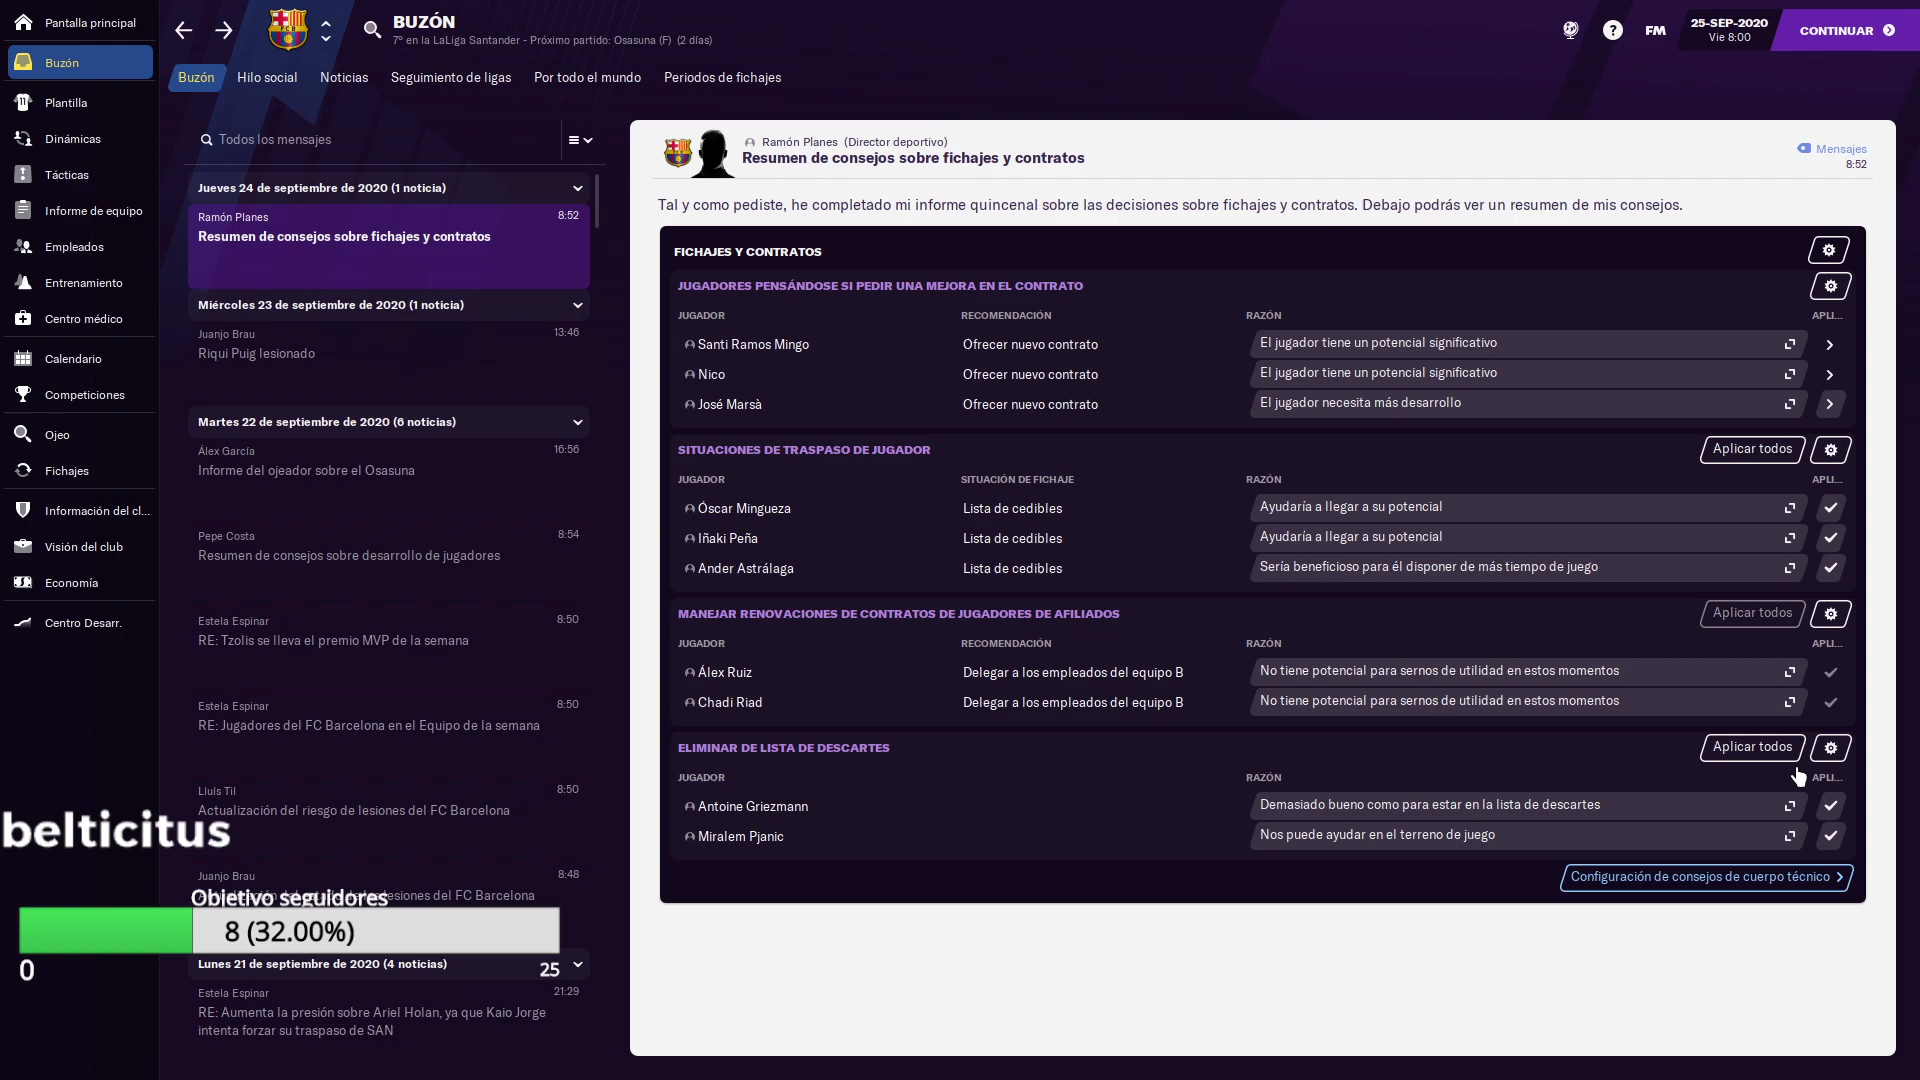 Pantalla principal
Buzón
Plantilla
Dinámicas
Tácticas
Informe de equipo
Empleados
Entrenamiento
Centro médico
Calendario
Competiciones
Ojeo
Fichajes
Información del cl...
Visión del club
Economía
Centro Desarr.
BUZÓN
7º en la LaLiga Santander - Próximo partido: Osasuna (F) (2 días)
FM
25-SEP-2020
Vie 8:00
CONTINUAR
Buzón Hilo social Noticias Seguimiento de ligas Por todo el mundo Periodos de fichajes
Todos los mensajes
Jueves 24 de septiembre de 2020 (1 noticia)
Ramón Planes 8:52
Resumen de consejos sobre fichajes y contratos
Miércoles 23 de septiembre de 2020 (1 noticia)
Juanjo Brau 13:46
Riqui Puig lesionado
Martes 22 de septiembre de 2020 (6 noticias)
Álex García 16:56
Informe del ojeador sobre el Osasuna
Pepe Costa 8:54
Resumen de consejos sobre desarrollo de jugadores
Estela Espinar 8:50
RE: Tzolis se lleva el premio MVP de la semana
Estela Espinar 8:50
RE: Jugadores del FC Barcelona en el Equipo de la semana
Lluís Til 8:50
Actualización del riesgo de lesiones del FC Barcelona
Juanjo Brau 8:48
lesiones del FC Barcelona
Lunes 21 de septiembre de 2020 (4 noticias)
Estela Espinar 21:29
RE: Aumenta la presión sobre Ariel Holan, ya que Kaio Jorge
intenta forzar su traspaso de SAN
belticitus
Objetivo seguidores
8 (32.00%)
0 25
Ramón Planes (Director deportivo)
Resumen de consejos sobre fichajes y contratos
Mensajes
8:52
Tal y como pediste, he completado mi informe quincenal sobre las decisiones sobre fichajes y contratos. Debajo podrás ver un resumen de mis consejos.
FICHAJES Y CONTRATOS
JUGADORES PENSÁNDOSE SI PEDIR UNA MEJORA EN EL CONTRATO
JUGADOR RECOMENDACIÓN RAZÓN APLI...
Santi Ramos Mingo Ofrecer nuevo contrato El jugador tiene un potencial significativo
Nico Ofrecer nuevo contrato El jugador tiene un potencial significativo
José Marsà Ofrecer nuevo contrato El jugador necesita más desarrollo
SITUACIONES DE TRASPASO DE JUGADOR Aplicar todos
JUGADOR SITUACIÓN DE FICHAJE RAZÓN APLI...
Óscar Mingueza Lista de cedibles Ayudaría a llegar a su potencial
Iñaki Peña Lista de cedibles Ayudaría a llegar a su potencial
Ander Astrálaga Lista de cedibles Sería beneficioso para él disponer de más tiempo de juego
MANEJAR RENOVACIONES DE CONTRATOS DE JUGADORES DE AFILIADOS Aplicar todos
JUGADOR RECOMENDACIÓN RAZÓN APLI...
Álex Ruiz Delegar a los empleados del equipo B No tiene potencial para sernos de utilidad en estos momentos
Chadi Riad Delegar a los empleados del equipo B No tiene potencial para sernos de utilidad en estos momentos
ELIMINAR DE LISTA DE DESCARTES Aplicar todos
JUGADOR RAZÓN APLI...
Antoine Griezmann Demasiado bueno como para estar en la lista de descartes
Miralem Pjanic Nos puede ayudar en el terreno de juego
Configuración de consejos de cuerpo técnico